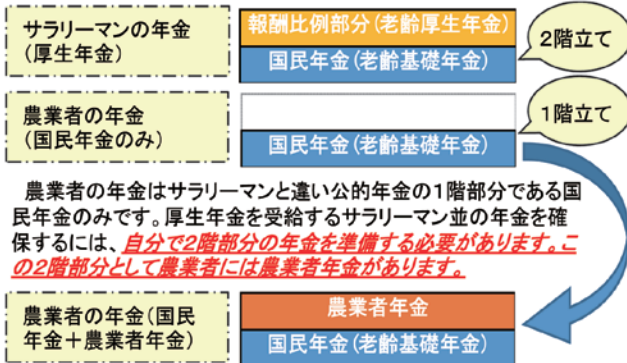 サラリーマンの年金
(厚生年金)
報酬比例部分(老齢厚生年金)
国民年金(老齢基礎年金)
2階立て
農業者の年金
(国民年金のみ)
国民年金(老齢基礎年金)
1階立て
農業者の年金はサラリーマンと違い公的年金の1階部分である国
民年金のみです。厚生年金を受給するサラリーマン並の年金を確
保するには、自分で2階部分の年金を準備する必要があります。こ
の2階部分として農業者には農業者年金があります。
農業者の年金(国民
年金＋農業者年金)
農業者年金
国民年金(老齢基礎年金)